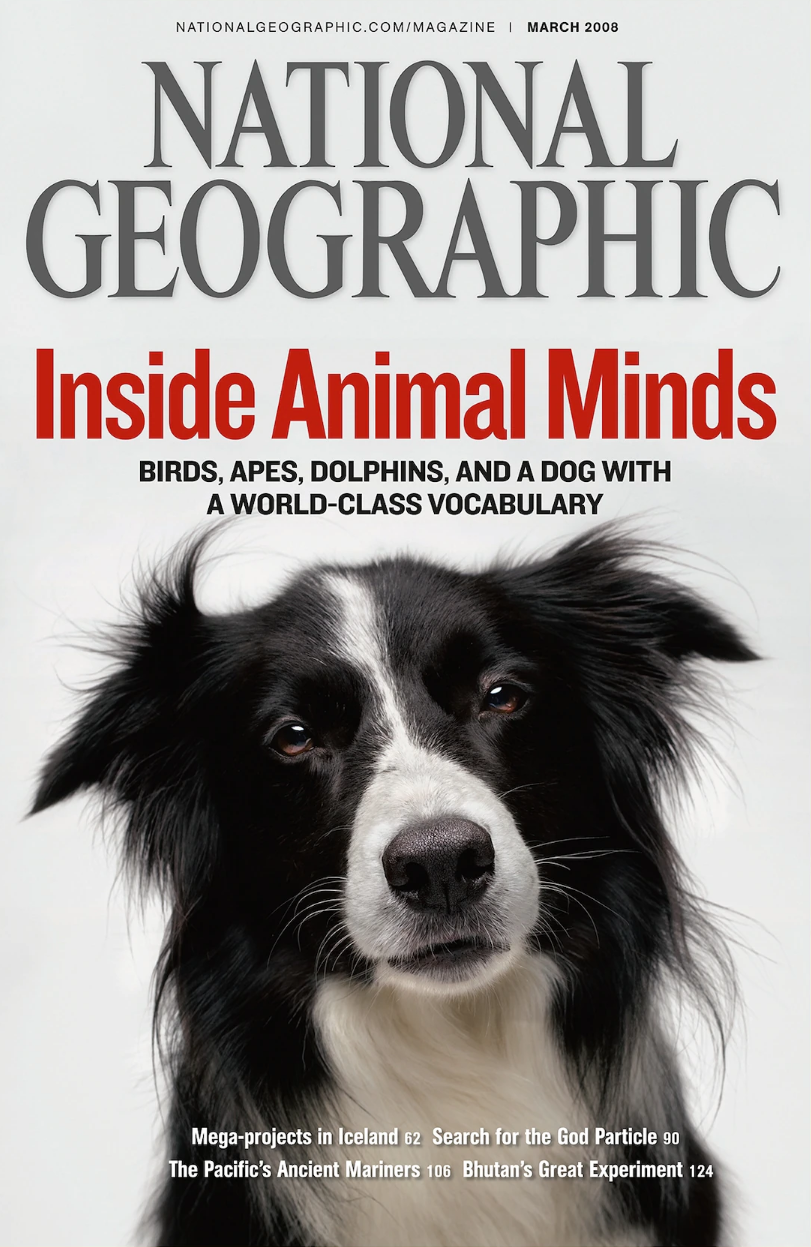 NATIONALGEOGRAPHIC.COM/MAGAZINE | MARCH 2008
NATIONAL
GEOGRAPHIC
Inside Animal Minds
BIRDS, APES, DOLPHINS, AND A DOG WITH
A WORLD-CLASS VOCABULARY
Mega-projects in Iceland 62 Search for the God Particle 90
The Pacific's Ancient Mariners 106 Bhutan's Great Experiment 124